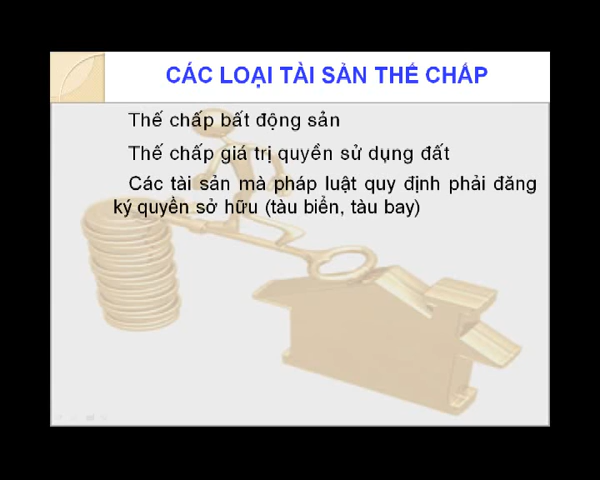 CÁC LOẠI TÀI SẢN THẾ CHẤP
Thế chấp bất động sản
Thế chấp giá trị quyền sử dụng đất
Các tài sản mà pháp luật quy định phải đăng
ký quyền sở hữu (tàu biển, tàu bay)